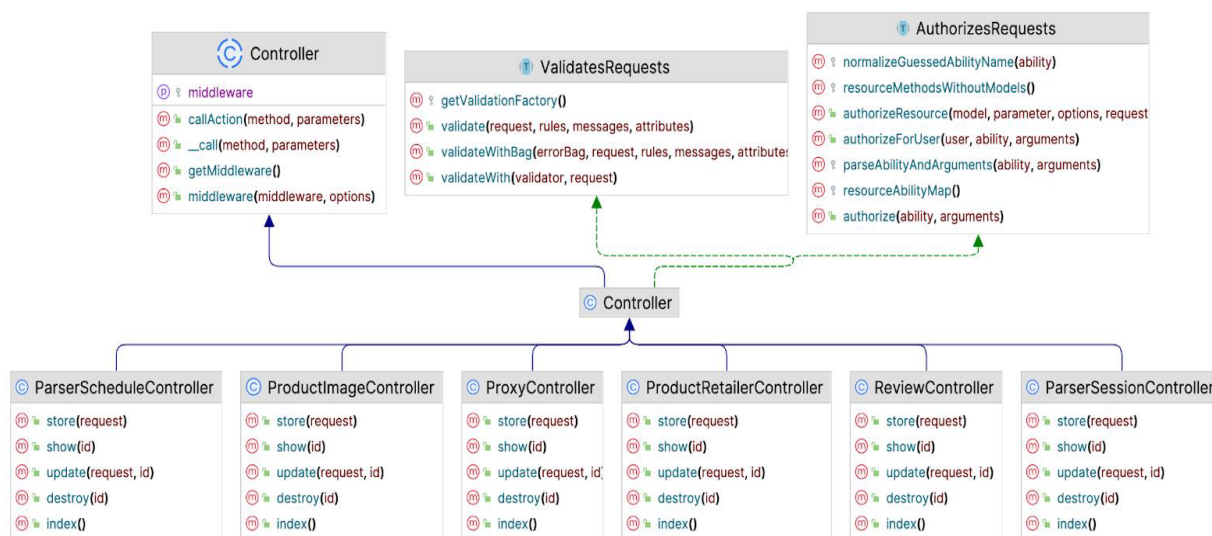 Controller
middleware
callAction(method, parameters)
__call(method, parameters)
getMiddleware()
middleware(middleware, options)
ValidatesRequests
getValidationFactory()
validate(request, rules, messages, attributes)
validateWithBag(errorBag, request, rules, messages, attributes
validateWith(validator, request)
AuthorizesRequests
normalizeGuessedAbilityName(ability)
resourceMethodsWithoutModels()
authorizeResource(model, parameter, options, request
authorizeForUser(user, ability, arguments)
parseAbilityAndArguments(ability, arguments)
resourceAbilityMap()
authorize(ability, arguments)
Controller
ParserScheduleController
store(request)
show(id)
update(request, id)
destroy(id)
index()
ProductImageController
store(request)
show(id)
update(request, id)
destroy(id)
index()
ProxyController
store(request)
show(id)
update(request, id)
destroy(id)
index()
ProductRetailerController
store(request)
show(id)
update(request, id)
destroy(id)
index()
ReviewController
store(request)
show(id)
update(request, id)
destroy(id)
index()
ParserSessionController
store(request)
show(id)
update(request, id)
destroy(id)
index()